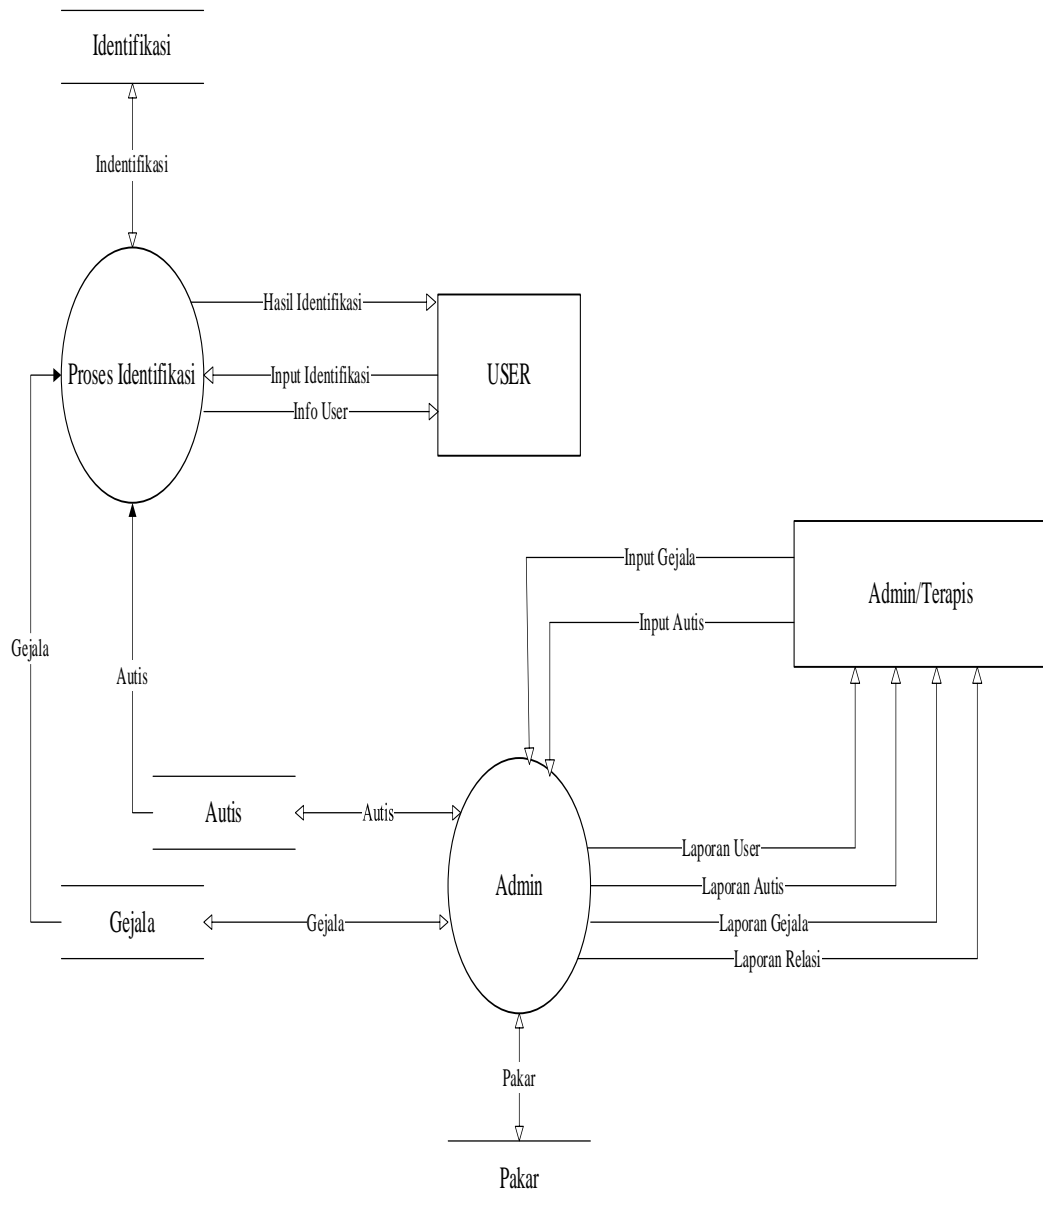 Identifikasi
Indentifikasi
Hasil Identifikasi
Proses Identifikasi
Input Identifikasi
USER
Info User
Input Gejala
Admin/Terapis
Input Autis
Gejala
Autis
Autis
Autis
Laporan User
Admin
Laporan Autis
Gejala
Gejala
Laporan Gejala
Laporan Relasi
Pakar
Pakar